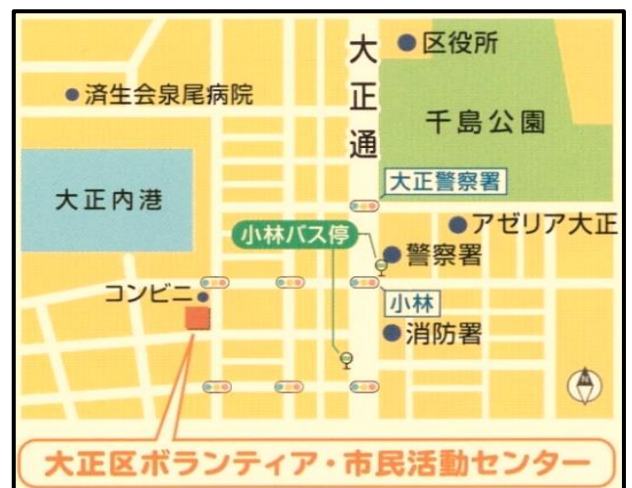 大正通
区役所
済生会泉尾病院
千島公園
大正警察署
大正内港
アゼリア大正
小林バス停
警察署
コンビニ
小林
消防署
大正区ボランティア・市民活動センター